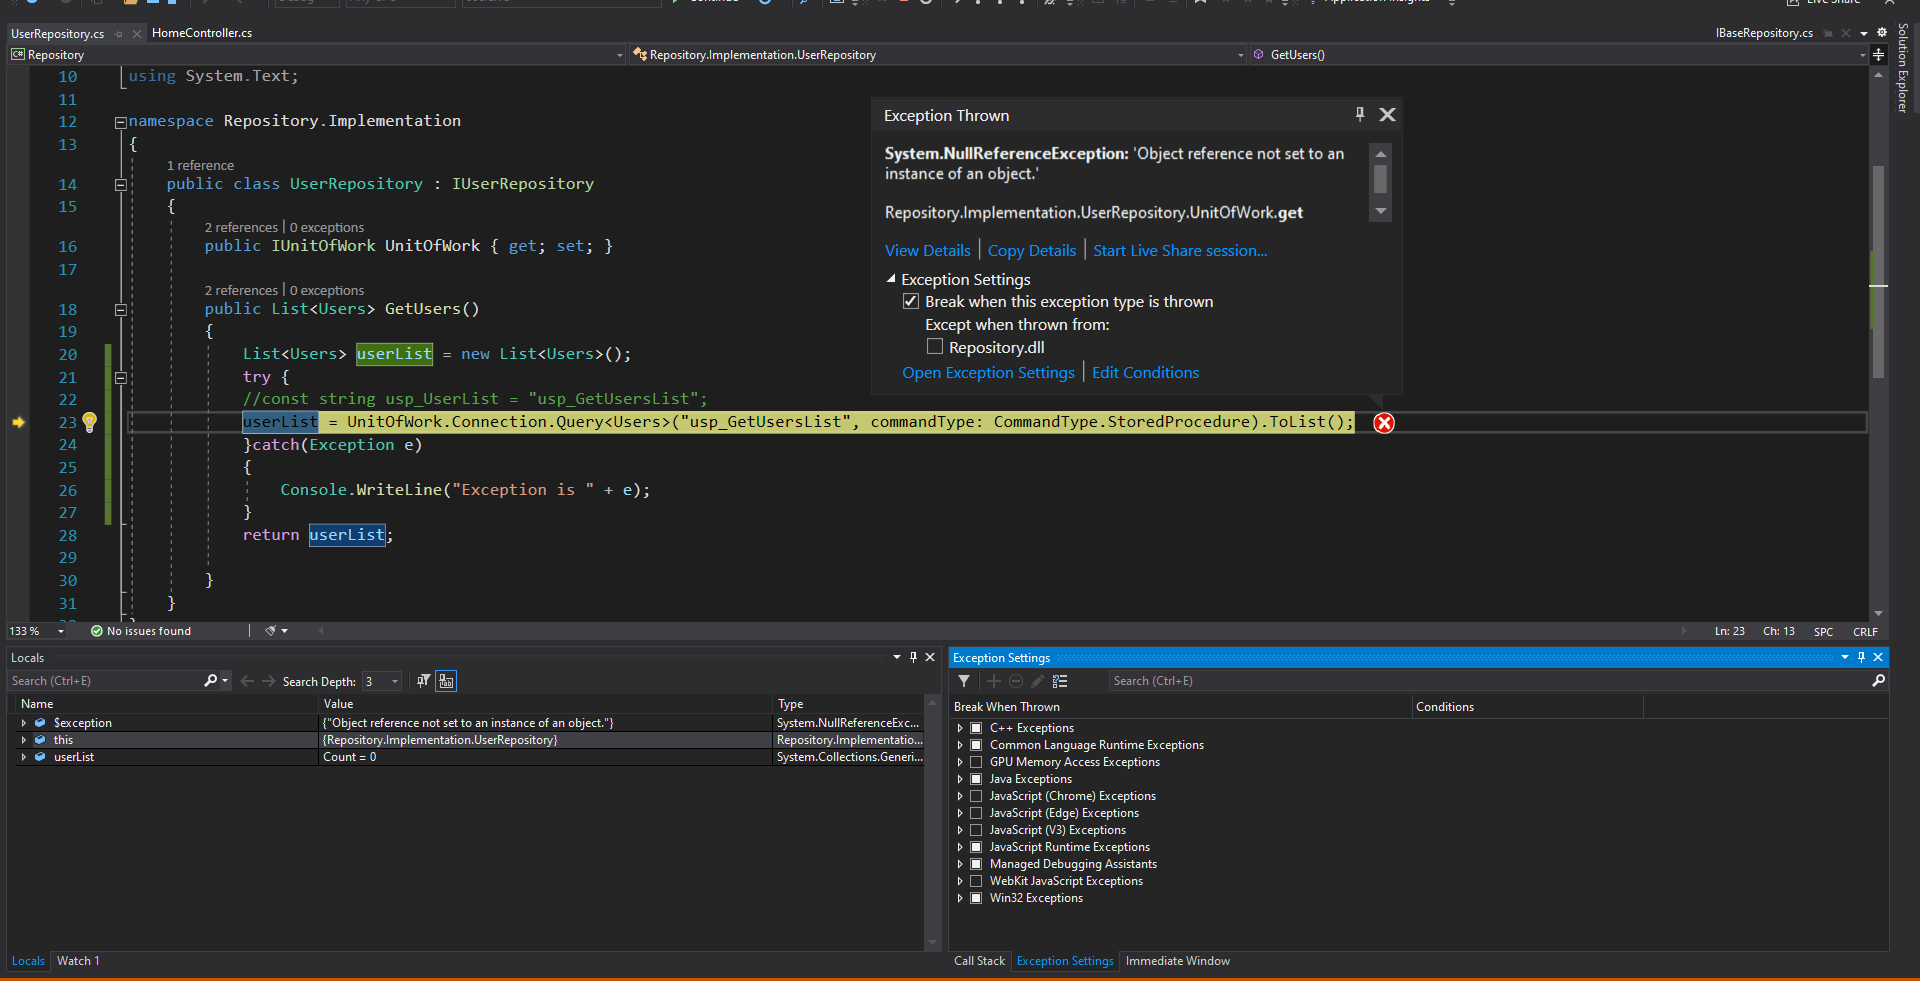 Continue
Application Insights
Live Share
UserRepository.cs
HomeController.cs
IBaseRepository.cs
Solution Explorer
C# Repository
Repository.Implementation.UserRepository
GetUsers()
10 using System.Text;
11
12 namespace Repository.Implementation
13 {
1 reference
14 public class UserRepository : IUserRepository
15 {
2 references | 0 exceptions
16 public IUnitOfWork UnitOfWork { get; set; }
17
2 references | 0 exceptions
18 public List<Users> GetUsers()
19 {
20 List<Users> userList = new List<Users>();
21 try {
22 //const string usp_UserList = "usp_GetUsersList";
23 userList = UnitOfWork.Connection.Query<Users>("usp_GetUsersList", commandType: CommandType.StoredProcedure).ToList();
24 }catch(Exception e)
25 {
26 Console.WriteLine("Exception is " + e);
27 }
28 return userList;
29
30 }
31 }
Exception Thrown
System.NullReferenceException: 'Object reference not set to an
instance of an object.'
Repository.Implementation.UserRepository.UnitOfWork.get
View Details | Copy Details | Start Live Share session...
Exception Settings
Break when this exception type is thrown
Except when thrown from:
Repository.dll
Open Exception Settings | Edit Conditions
133 %
No issues found
Ln: 23 Ch: 13 SPC CRLF
Locals
Search (Ctrl+E)
Search Depth: 3
Name Value Type
$exception {"Object reference not set to an instance of an object."} System.NullReferenceExc...
this {Repository.Implementation.UserRepository} Repository.Implementatio...
userList Count = 0 System.Collections.Generi...
Locals Watch 1
Exception Settings
Search (Ctrl+E)
Break When Thrown Conditions
C++ Exceptions
Common Language Runtime Exceptions
GPU Memory Access Exceptions
Java Exceptions
JavaScript (Chrome) Exceptions
JavaScript (Edge) Exceptions
JavaScript (V3) Exceptions
JavaScript Runtime Exceptions
Managed Debugging Assistants
WebKit JavaScript Exceptions
Win32 Exceptions
Call Stack Exception Settings Immediate Window